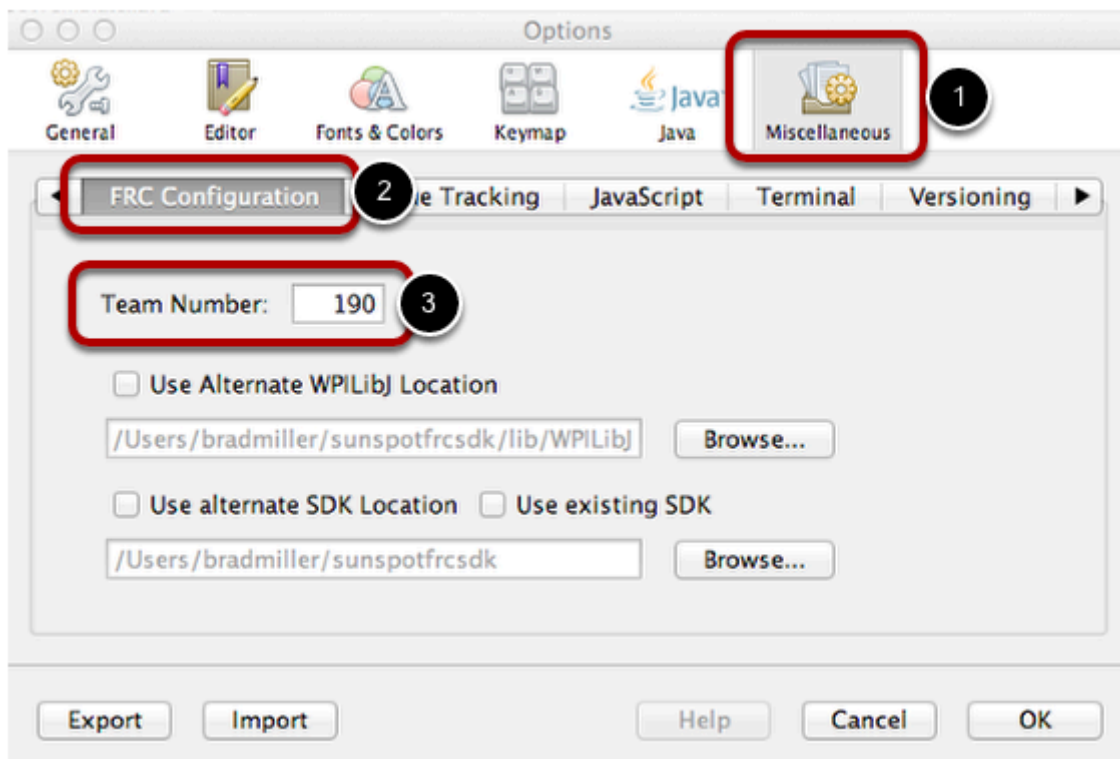 Options
General Editor Fonts & Colors Keymap Java Java Miscellaneous 1
FRC Configuration 2 Tracking JavaScript Terminal Versioning
Team Number: 190 3
Use Alternate WPILibJ Location
/Users/bradmiller/sunspotfrcsdk/lib/WPILibJ Browse...
Use alternate SDK Location Use existing SDK
/Users/bradmiller/sunspotfrcsdk Browse...
Export Import Help Cancel OK